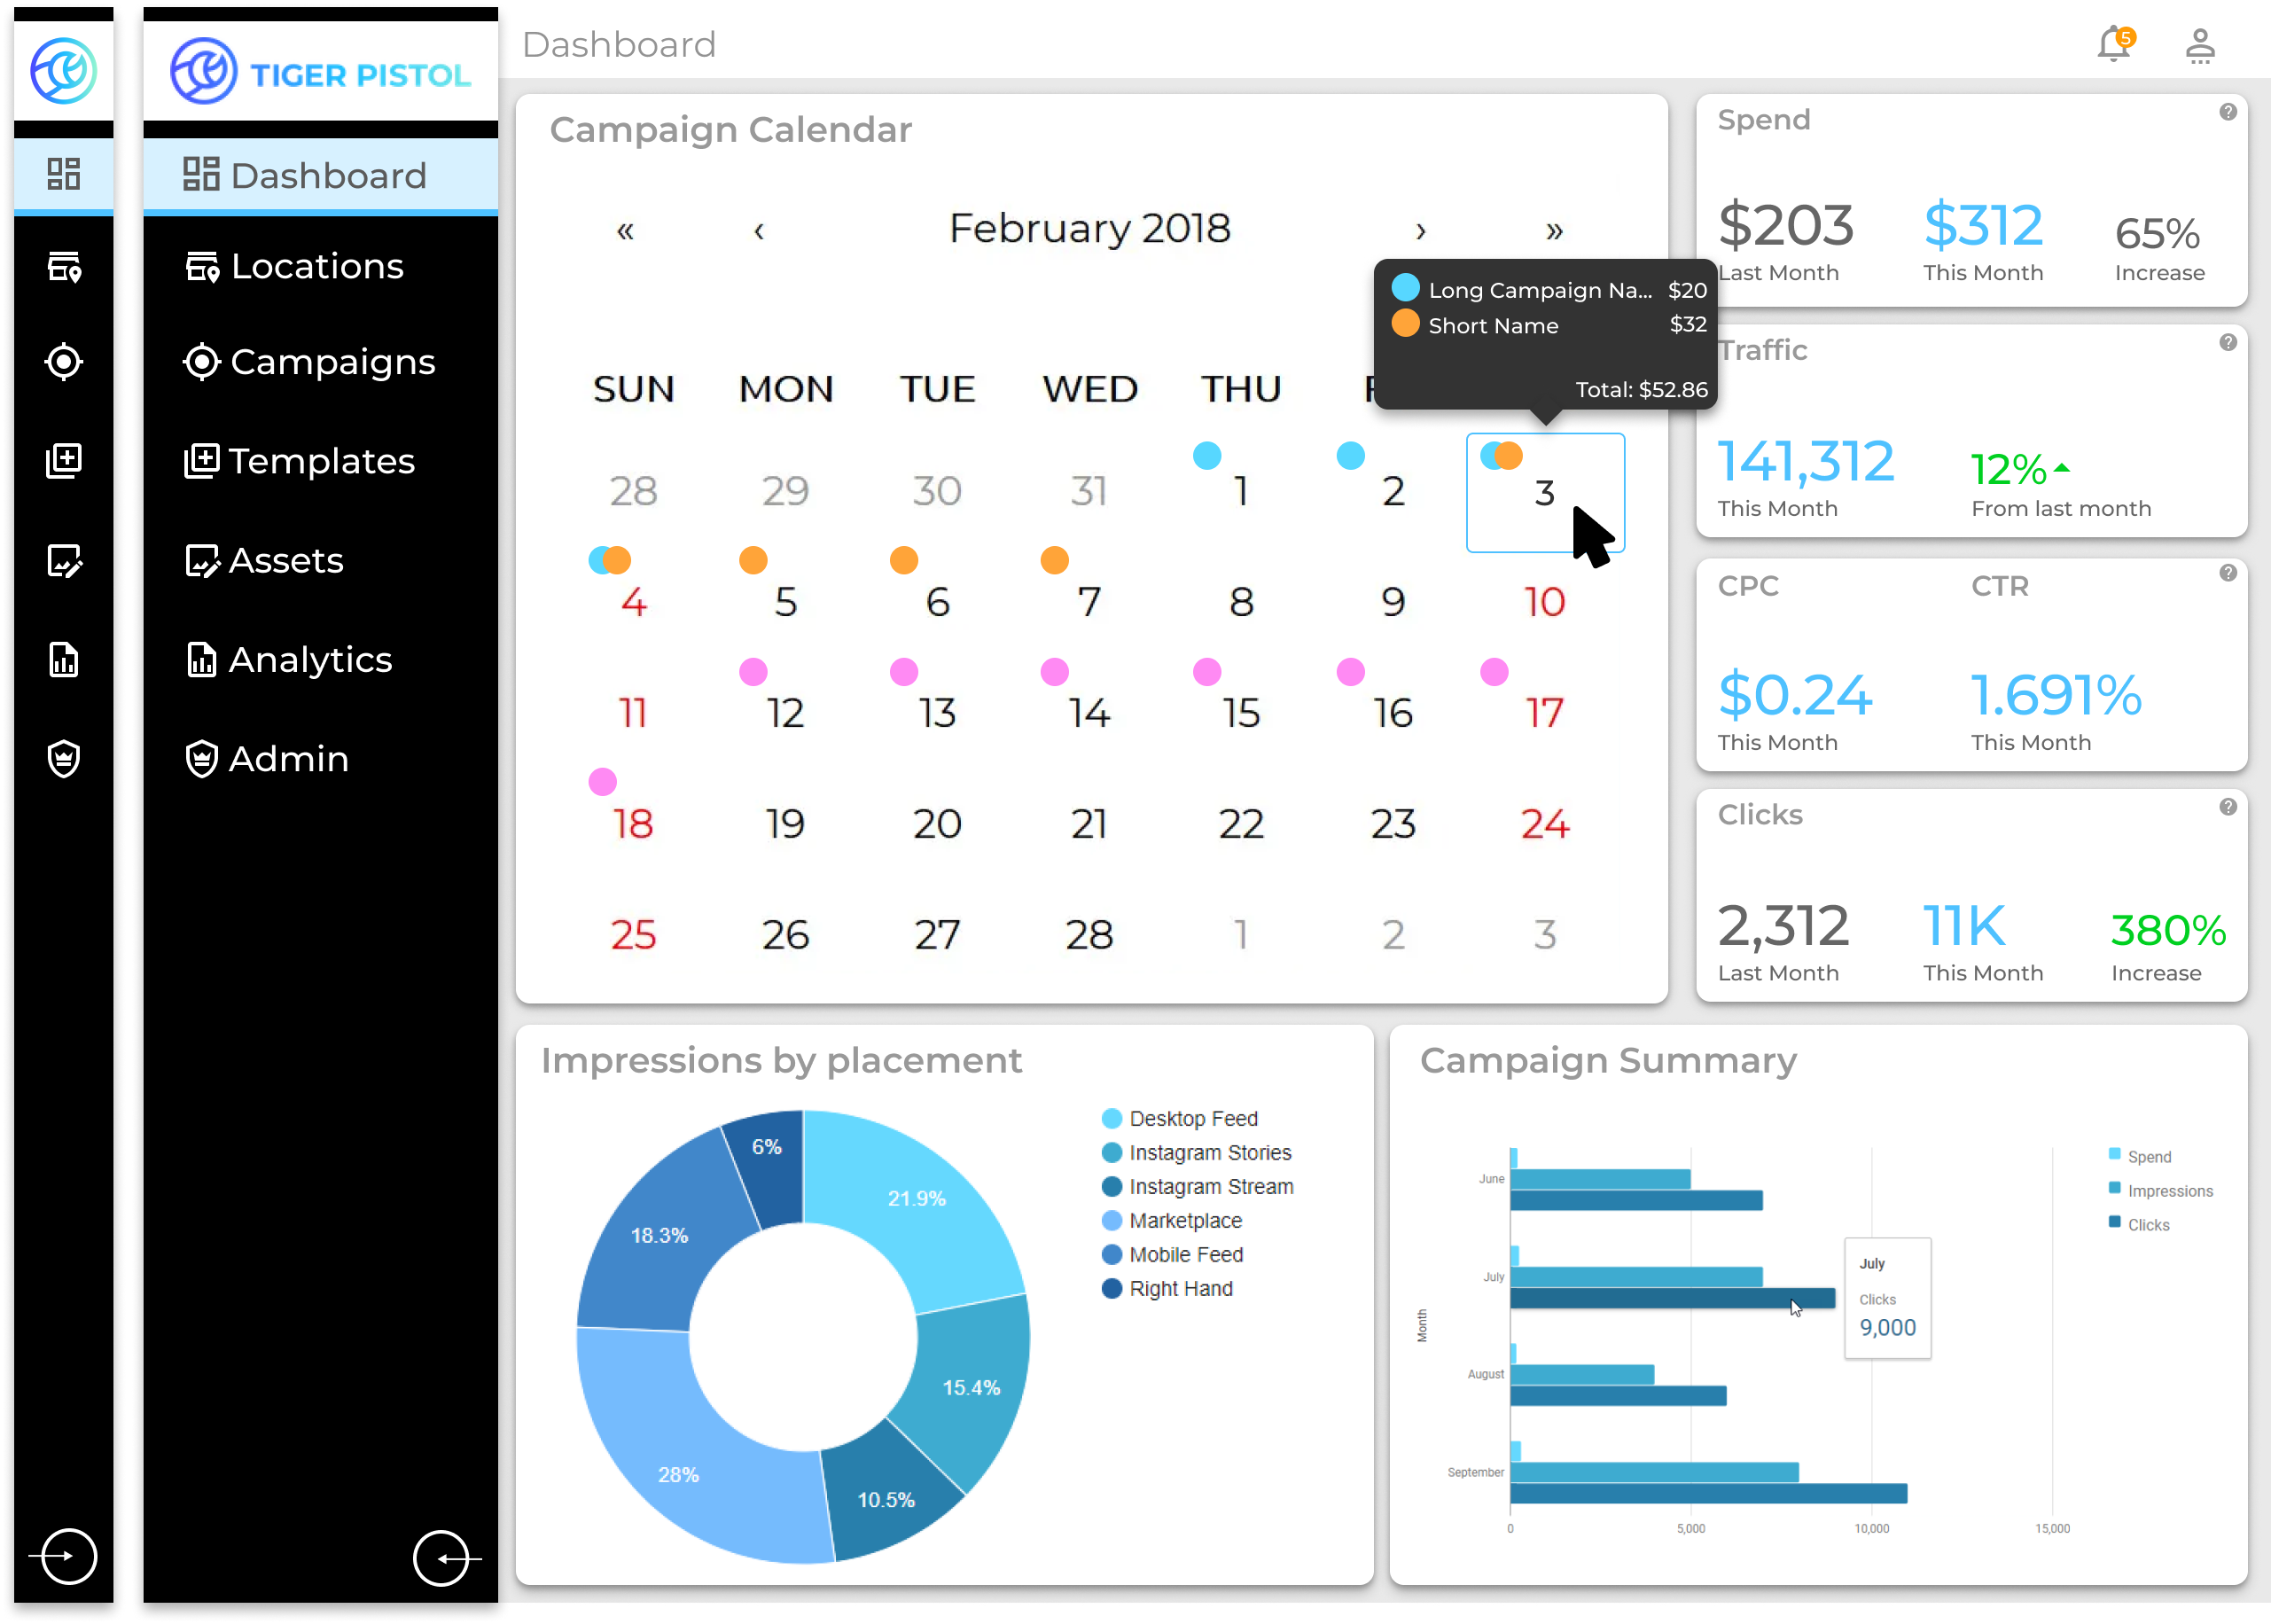 TIGER PISTOL
Dashboard
Locations
Campaigns
Templates
Assets
Analytics
Admin
Dashboard
5
Campaign Calendar
« ‹ February 2018 › »
Long Campaign Na... $20
Short Name $32
Total: $52.86
SUN MON TUE WED THU
28 29 30 31 1 2 3
4 5 6 7 8 9 10
11 12 13 14 15 16 17
18 19 20 21 22 23 24
25 26 27 28 1 2 3
Spend ?
$203 $312 65%
Last Month This Month Increase
Traffic ?
141,312 12%
This Month From last month
CPC CTR ?
$0.24 1.691%
This Month This Month
Clicks ?
2,312 11K 380%
Last Month This Month Increase
Impressions by placement
6%
21.9%
18.3%
15.4%
28%
10.5%
Desktop Feed
Instagram Stories
Instagram Stream
Marketplace
Mobile Feed
Right Hand
Campaign Summary
Month
June
July
August
September
0 5,000 10,000 15,000
July
Clicks
9,000
Spend
Impressions
Clicks